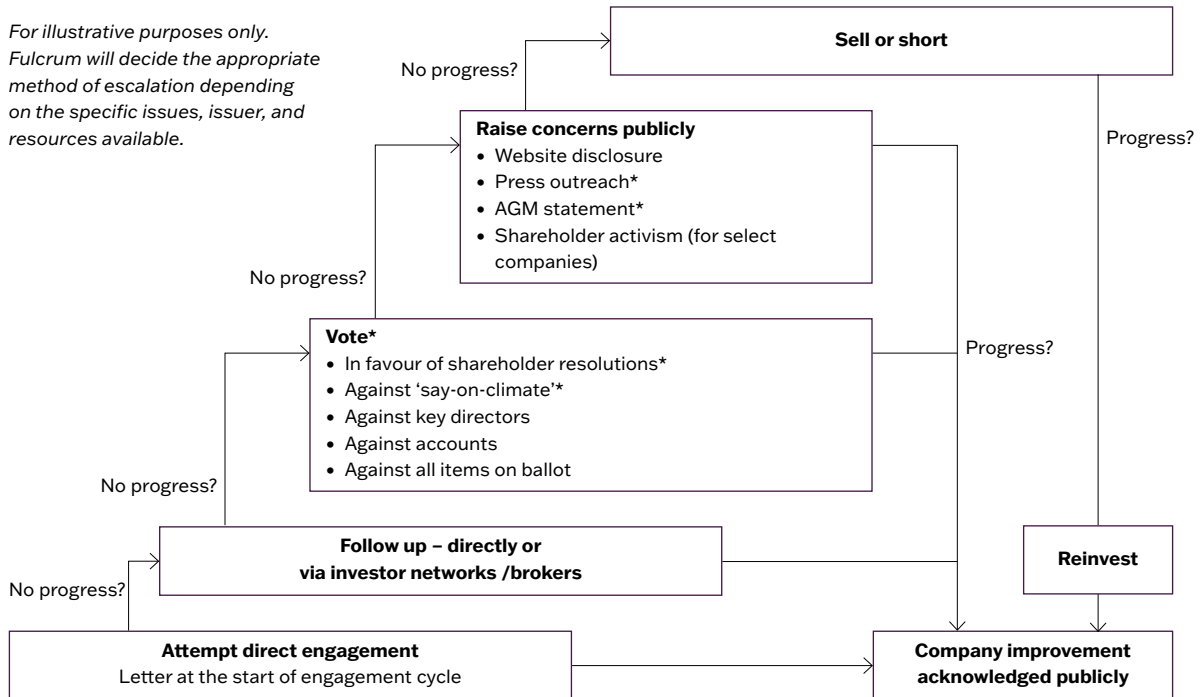 For illustrative purposes only.
Fulcrum will decide the appropriate
method of escalation depending
on the specific issues, issuer, and
resources available.
Sell or short
No progress?
Progress?
Raise concerns publicly
• Website disclosure
• Press outreach*
• AGM statement*
• Shareholder activism (for select
companies)
No progress?
Vote*
• In favour of shareholder resolutions*
• Against ‘say-on-climate’*
• Against key directors
• Against accounts
• Against all items on ballot
Progress?
No progress?
Follow up – directly or
via investor networks /brokers
Reinvest
No progress?
Attempt direct engagement
Letter at the start of engagement cycle
Company improvement
acknowledged publicly